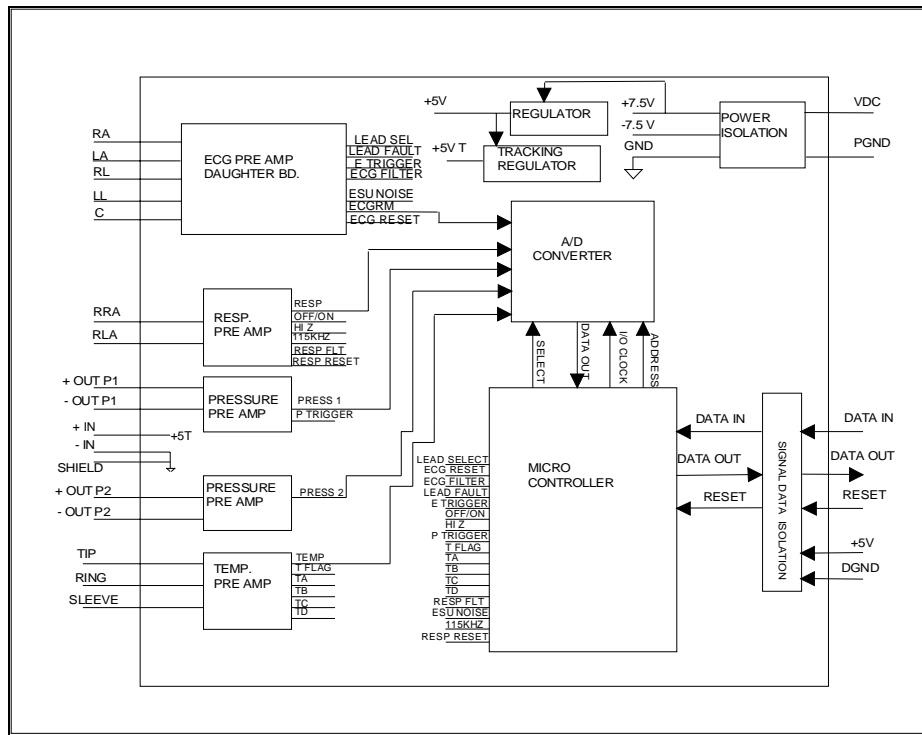 RA
LA
RL
LL
C
ECG PRE AMP
DAUGHTER BD.
LEAD SEL
LEAD FAULT
E TRIGGER
ECG FILTER
ESU NOISE
ECGRM
ECG RESET
+5V
REGULATOR
+5V T
TRACKING
REGULATOR
+7.5V
-7.5 V
GND
POWER
ISOLATION
VDC
PGND
A/D
CONVERTER
RRA
RLA
RESP.
PRE AMP
RESP
OFF/ON
HI Z
115KHZ
RESP FLT
RESP RESET
SELECT
DATA OUT
I/O CLOCK
ADDRESS
+ OUT P1
- OUT P1
PRESSURE
PRE AMP
PRESS 1
P TRIGGER
+ IN
- IN
SHIELD
+5T
+ OUT P2
- OUT P2
PRESSURE
PRE AMP
PRESS 2
TIP
RING
SLEEVE
TEMP.
PRE AMP
TEMP
T FLAG
TA
TB
TC
TD
LEAD SELECT
ECG RESET
ECG FILTER
LEAD FAULT
E TRIGGER
OFF/ON
HI Z
P TRIGGER
T FLAG
TA
TB
TC
TD
RESP FLT
ESU NOISE
115KHZ
RESP RESET
MICRO
CONTROLLER
DATA IN
DATA OUT
RESET
SIGNAL DATA ISOLATION
DATA IN
DATA OUT
RESET
+5V
DGND